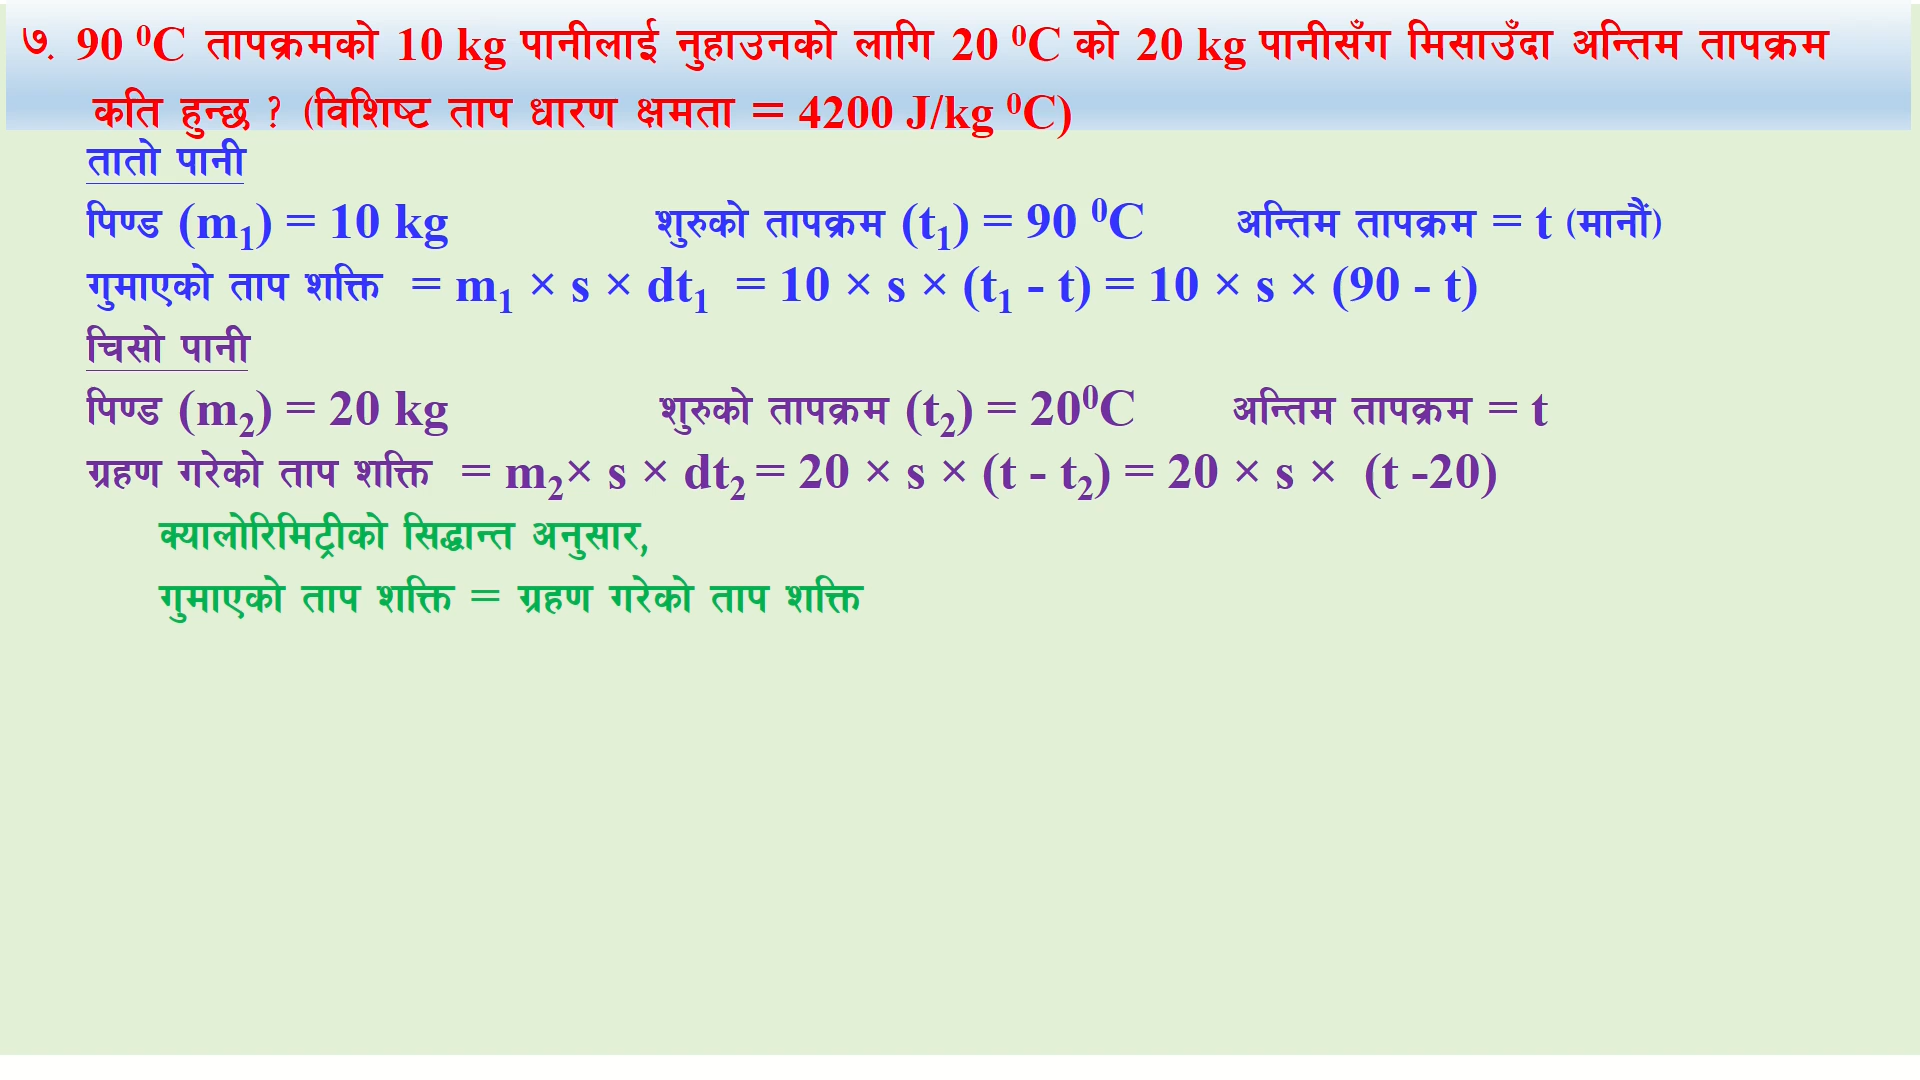 ७. 90 ⁰C तापक्रमको 10 kg पानीलाई नुहाउनको लागि 20 ⁰C को 20 kg पानीसँग मिसाउँदा अन्तिम तापक्रम
कति हुन्छ ? (विशिष्ट ताप धारण क्षमता = 4200 J/kg ⁰C)
तातो पानी
पिण्ड (m₁) = 10 kg शुरुको तापक्रम (t₁) = 90 ⁰C अन्तिम तापक्रम = t (मानौं)
गुमाएको ताप शक्ति = m₁ × s × dt₁ = 10 × s × (t₁ - t) = 10 × s × (90 - t)
चिसो पानी
पिण्ड (m₂) = 20 kg शुरुको तापक्रम (t₂) = 20⁰C अन्तिम तापक्रम = t
ग्रहण गरेको ताप शक्ति = m₂× s × dt₂ = 20 × s × (t - t₂) = 20 × s × (t -20)
क्यालोरिमिट्रीको सिद्धान्त अनुसार,
गुमाएको ताप शक्ति = ग्रहण गरेको ताप शक्ति